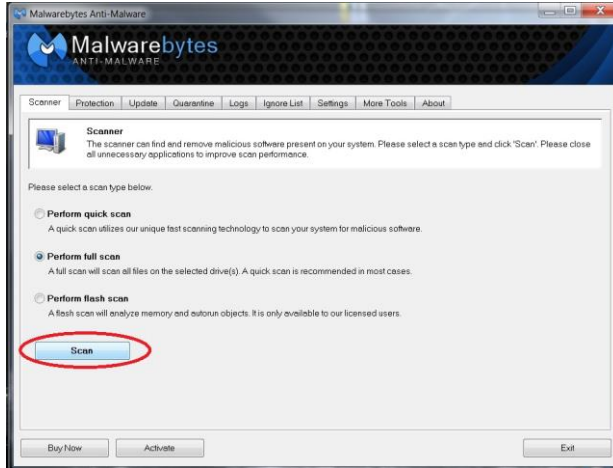 Malwarebytes Anti-Malware
Malwarebytes
ANTI-MALWARE
Scanner Protection Update Quarantine Logs Ignore List Settings More Tools About
Scanner
The scanner can find and remove malicious software present on your system. Please select a scan type and click 'Scan'. Please close
all unnecessary applications to improve scan performance.
Please select a scan type below.
Perform quick scan
A quick scan utilizes our unique fast scanning technology to scan your system for malicious software.
Perform full scan
A full scan will scan all files on the selected drive(s). A quick scan is recommended in most cases.
Perform flash scan
A flash scan will analyze memory and autorun objects. It is only available to our licensed users.
Scan
Buy Now Activate Exit